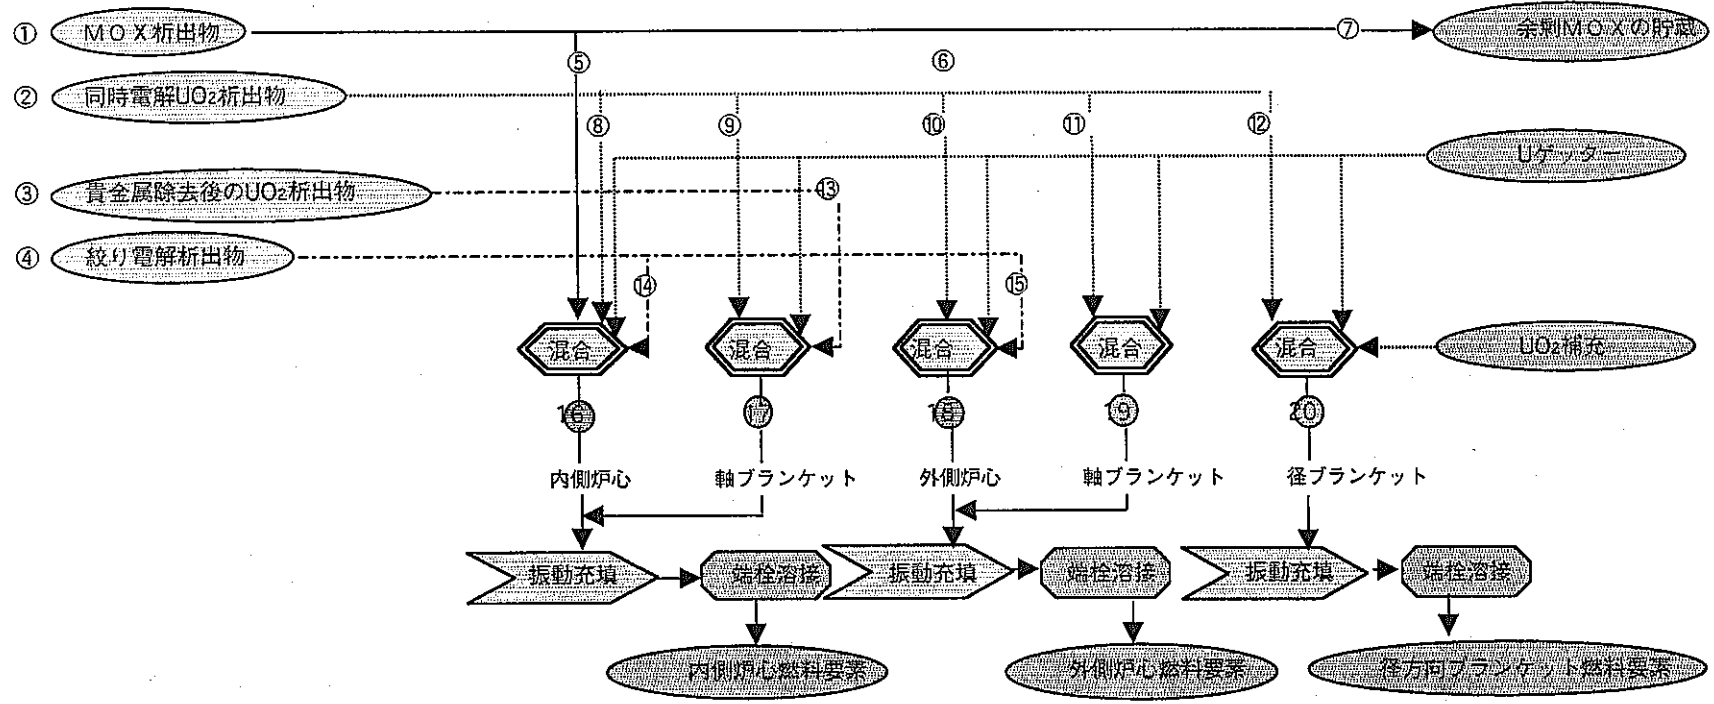 ① MOX析出物
⑦
余剰MOXの貯蔵
⑤
⑥
② 同時電解UO₂析出物
⑧
⑨
⑩
⑪
⑫
Uゲッター
③ 貴金属除去後のUO₂析出物
⑬
④ 絞り電解析出物
⑭
⑮
混合
混合
混合
混合
混合
UO₂補充
16
17
18
19
20
内側炉心
軸ブランケット
外側炉心
軸ブランケット
径ブランケット
振動充填
端栓溶接
振動充填
端栓溶接
振動充填
端栓溶接
内側炉心燃料要素
外側炉心燃料要素
径方向ブランケット燃料要素